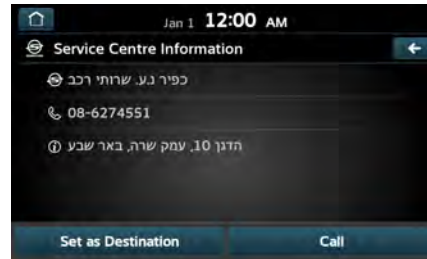 Jan 1 12:00 AM
Service Centre Information
כפיר נ.ע. שרותי רכב
08-6274551
הדגן 10, עמק שרה, באר שבע
Set as Destination
Call